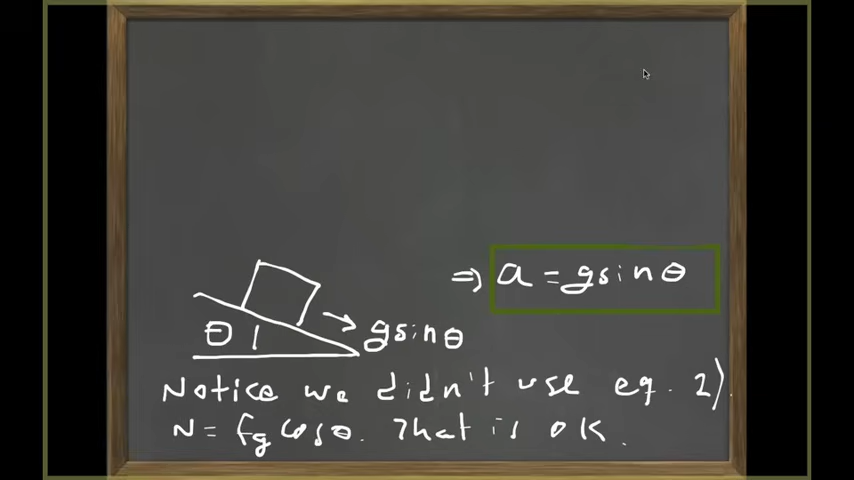 ⇒ a = g sin θ
θ
g sin θ
Notice we didn't use eq. 2).
N = Fg cos θ. That is OK.